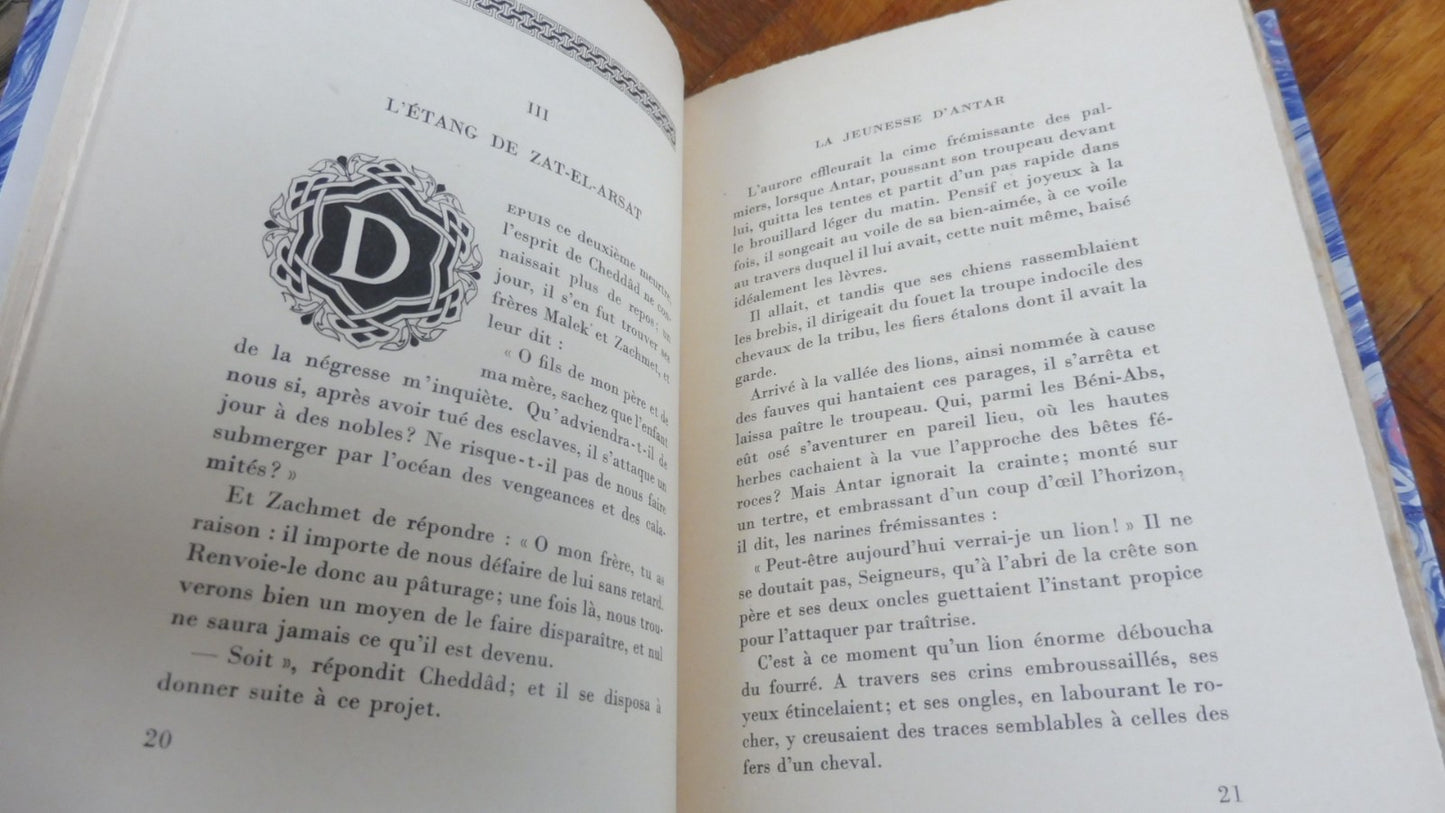 III
L'ÉTANG DE ZAT-EL-ARSAT
DEPUIS ce deuxième meurtre,
l'esprit de Cheddâd ne con-
naissait plus de repos; un
jour, il s'en fut trouver ses
frères Malek et Zachmet, et
leur dit :
« O fils de mon père et de
ma mère, sachez que l'enfant
de la négresse m'inquiète. Qu'adviendra-t-il de
nous si, après avoir tué des esclaves, il s'attaque un
jour à des nobles? Ne risque-t-il pas de nous faire
submerger par l'océan des vengeances et des cala-
mités? »
Et Zachmet de répondre : « O mon frère, tu as
raison : il importe de nous défaire de lui sans retard.
Renvoie-le donc au pâturage; une fois là, nous trou-
verons bien un moyen de le faire disparaître, et nul
ne saura jamais ce qu'il est devenu.
— Soit », répondit Cheddâd; et il se disposa à
donner suite à ce projet.
20
LA JEUNESSE D'ANTAR
L'aurore effleurait la cime frémissante des pal-
miers, lorsque Antar, poussant son troupeau devant
lui, quitta les tentes et partit d'un pas rapide dans
le brouillard léger du matin. Pensif et joyeux à la
fois, il songeait au voile de sa bien-aimée, à ce voile
au travers duquel il lui avait, cette nuit même, baisé
idéalement les lèvres.
Il allait, et tandis que ses chiens rassemblaient
les brebis, il dirigeait du fouet la troupe indocile des
chevaux de la tribu, les fiers étalons dont il avait la
garde.
Arrivé à la vallée des lions, ainsi nommée à cause
des fauves qui hantaient ces parages, il s'arrêta et
laissa paître le troupeau. Qui, parmi les Béni-Abs,
eût osé s'aventurer en pareil lieu, où les hautes
herbes cachaient à la vue l'approche des bêtes fé-
roces? Mais Antar ignorait la crainte; monté sur
un tertre, et embrassant d'un coup d'œil l'horizon,
il dit, les narines frémissantes :
« Peut-être aujourd'hui verrai-je un lion! » Il ne
se doutait pas, Seigneurs, qu'à l'abri de la crête son
père et ses deux oncles guettaient l'instant propice
pour l'attaquer par traîtrise.
C'est à ce moment qu'un lion énorme déboucha
du fourré. A travers ses crins embroussaillés, ses
yeux étincelaient; et ses ongles, en labourant le ro-
cher, y creusaient des traces semblables à celles des
fers d'un cheval.
21